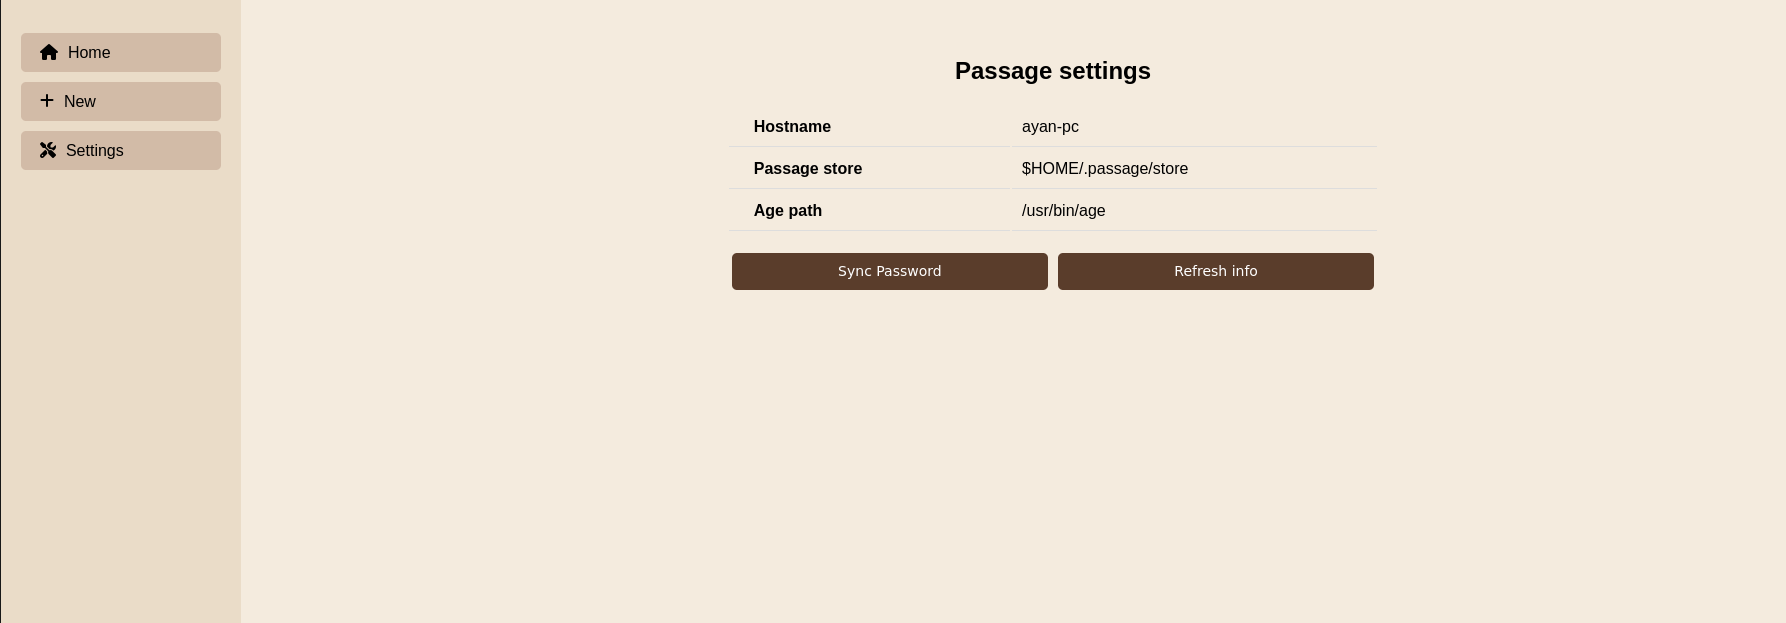 Home
New
Settings
Passage settings
Hostname ayan-pc
Passage store $HOME/.passage/store
Age path /usr/bin/age
Sync Password Refresh info